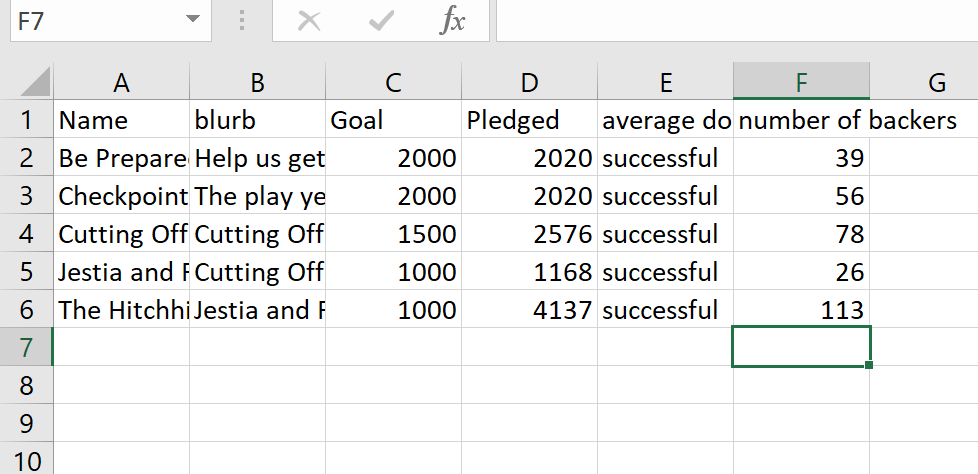 F7 fx
A B C D E F G
1 Name blurb Goal Pledged average do number of backers
2 Be Prepare Help us get 2000 2020 successful 39
3 Checkpoint The play ye 2000 2020 successful 56
4 Cutting Off Cutting Off 1500 2576 successful 78
5 Jestia and Cutting Off 1000 1168 successful 26
6 The Hitchhi Jestia and 1000 4137 successful 113
7
8
9
10